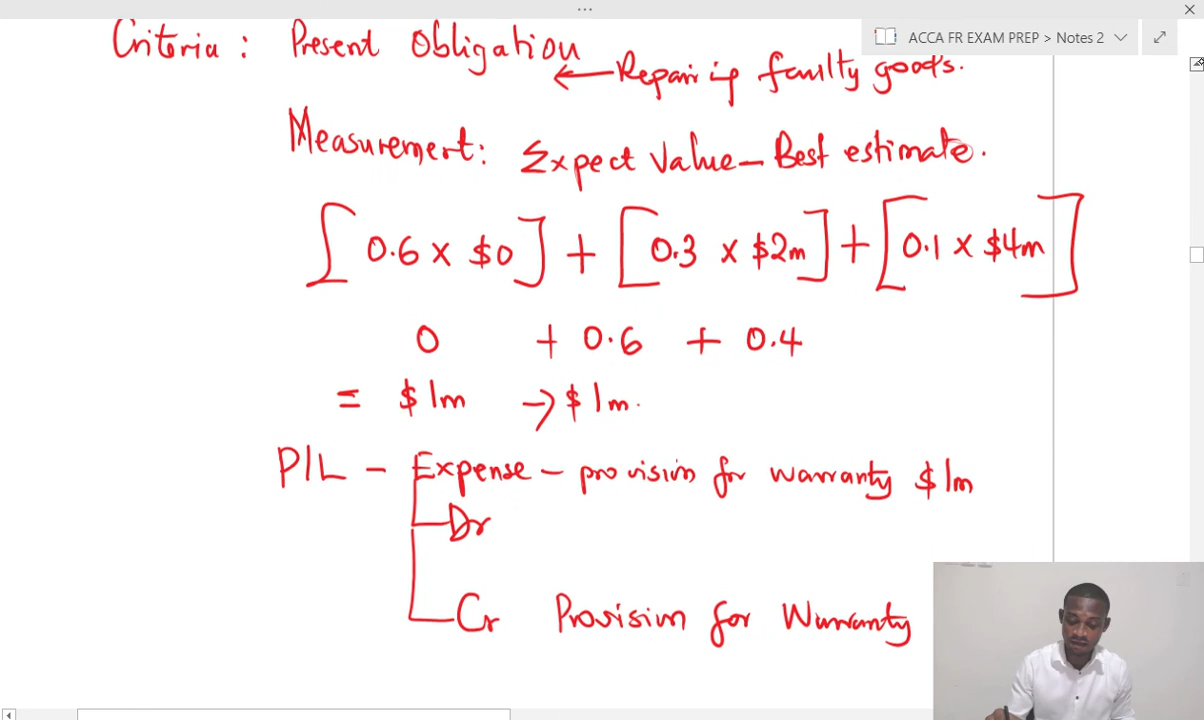 Criteria : Present Obligation
ACCA FR EXAM PREP > Notes 2
← Repairing faulty goods.
Measurement: Expect Value – Best estimate.
[0.6 x $0] + [0.3 x $2m] + [0.1 x $4m]
0 + 0.6 + 0.4
= $1m → $1m.
P/L – Expense – provision for warranty $1m
Dr
Cr Provision for Warranty